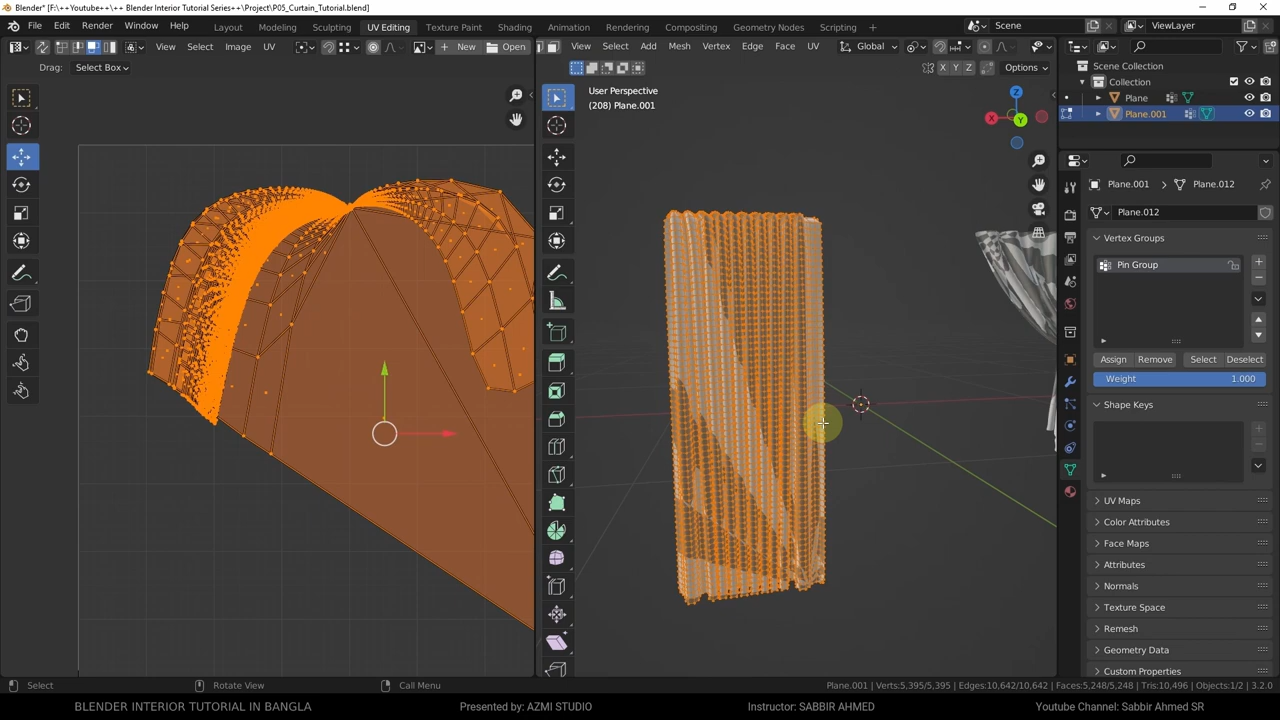 Blender* [F:\++Youtube++\++ Blender Interior Tutorial Series++\Project\P05_Curtain_Tutorial.blend]
File Edit Render Window Help Layout Modeling Sculpting UV Editing Texture Paint Shading Animation Rendering Compositing Geometry Nodes Scripting Scene ViewLayer
View Select Image UV New Open View Select Add Mesh Vertex Edge Face UV Global
Drag: Select Box X Y Z Options Scene Collection
Collection
User Perspective
(208) Plane.001
Plane
Plane.001
Z
X
Y
Plane.001 Plane.012
Plane.012
Vertex Groups
Pin Group
Assign Remove Select Deselect
Weight 1.000
Shape Keys
UV Maps
Color Attributes
Face Maps
Attributes
Normals
Texture Space
Remesh
Geometry Data
Custom Properties
Select Rotate View Call Menu Plane.001 | Verts:5,395/5,395 | Edges:10,642/10,642 | Faces:5,248/5,248 | Tris:10,496 | Objects:1/2 | 3.2.0
BLENDER INTERIOR TUTORIAL IN BANGLA Presented by: AZMI STUDIO Instructor: SABBIR AHMED Youtube Channel: Sabbir Ahmed SR